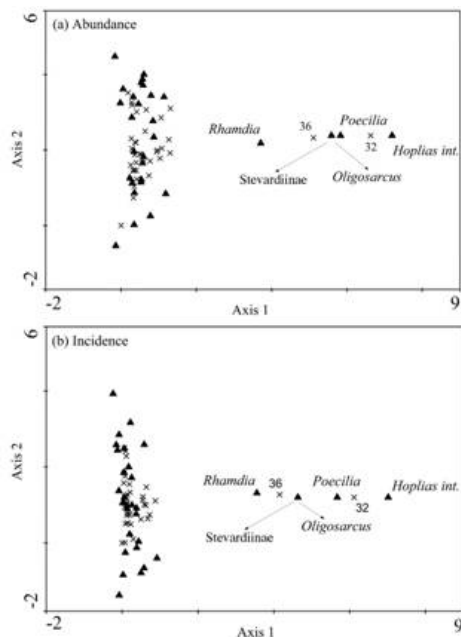 6
(a) Abundance
Rhamdia
36
Poecilia
32
Hoplias int.
Stevardiinae
Oligosarcus
Axis 2
-2
-2
Axis 1
9
6
(b) Incidence
Rhamdia
36
Poecilia
32
Hoplias int.
Stevardiinae
Oligosarcus
Axis 2
-2
-2
Axis 1
9